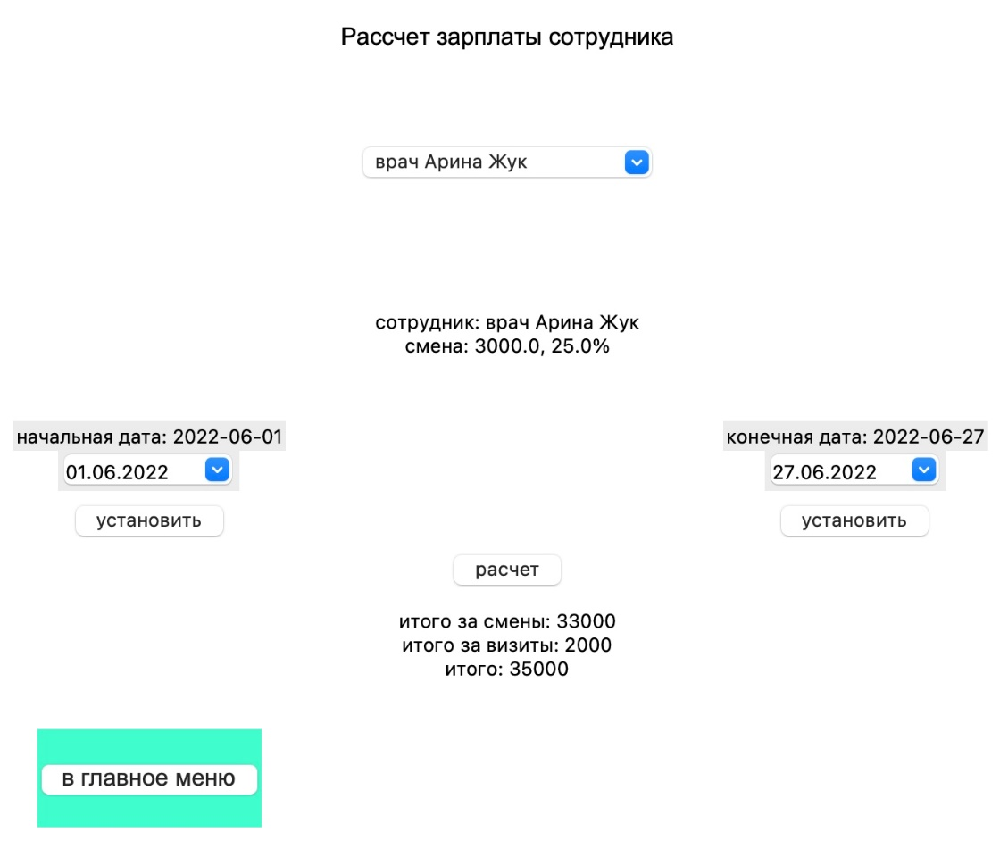 Рассчет зарплаты сотрудника
врач Арина Жук
сотрудник: врач Арина Жук
смена: 3000.0, 25.0%
начальная дата: 2022-06-01
01.06.2022
установить
конечная дата: 2022-06-27
27.06.2022
установить
расчет
итого за смены: 33000
итого за визиты: 2000
итого: 35000
в главное меню